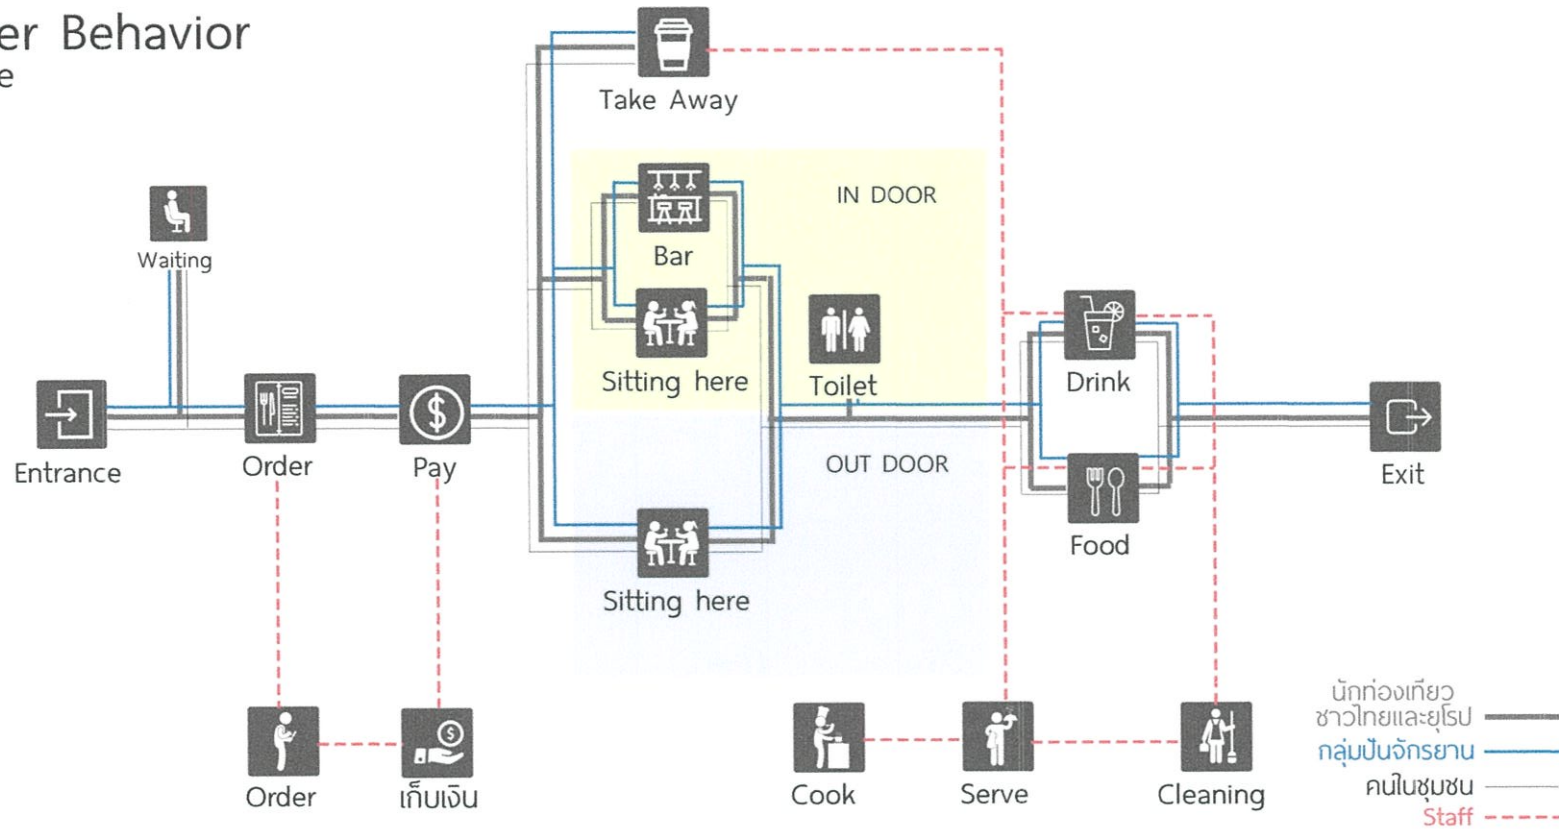 er Behavior
e
Take Away
IN DOOR
Bar
Waiting
Sitting here
Toilet
Drink
Entrance
Order
Pay
OUT DOOR
Exit
Food
Sitting here
Order
เก็บเงิน
Cook
Serve
Cleaning
นักท่องเที่ยว
ชาวไทยและยุโรป
กลุ่มปั่นจักรยาน
คนในชุมชน
Staff